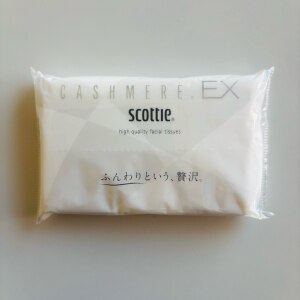 CASHMERE. EX
scottie®
high quality facial tissues
ふんわりという、贅沢。